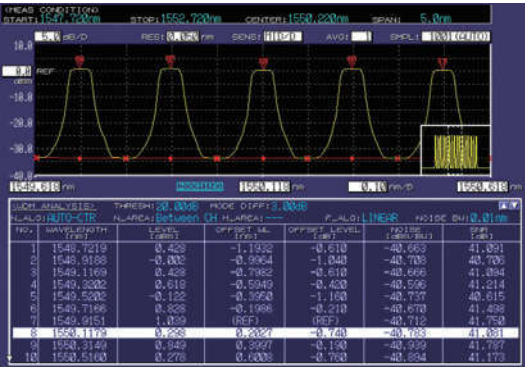 <MEAS CONDITION>
START: 1547.720nm STOP: 1552.720nm CENTER: 1550.220nm SPAN: 5.0nm
5.0 dB/D RES: 0.050 nm SENS: MID/D AVG: 1 SMPL: 1001(AUTO)
10.0
0.0 REF
dBm
-10.0
-20.0
-30.0
-40.0
1549.618 nm 1550.118 nm 0.10 nm/D 1550.618 nm
<WDM ANALYSIS> THRESH: 20.00dB MODE DIFF: 3.00dB
N_ALG: AUTO-CTR N_AREA: Between CH M_AREA: --- F_ALG: LINEAR NOISE BW: 0.01nm
NO. WAVELENGTH LEVEL OFFSET WL OFFSET LEVEL NOISE SNR
[nm] [dBm] [nm] [dB] [dBm/BW] [dB]
1 1548.7219 0.428 -1.1932 -0.610 -40.663 41.091
2 1548.9188 -0.002 -0.9964 -1.040 -40.708 40.706
3 1549.1169 0.428 -0.7982 -0.610 -40.666 41.094
4 1549.3202 0.618 -0.5949 -0.420 -40.596 41.214
5 1549.5202 -0.122 -0.3950 -1.160 -40.737 40.615
6 1549.7166 0.828 -0.1986 -0.210 -40.670 41.498
7 1549.9151 1.039 (REF) (REF) -40.712 41.750
8 1550.1179 0.298 0.2027 -0.740 41.081
9 1550.3149 0.849 0.3997 -0.190 -40.939 41.787
10 1550.5160 0.278 0.6008 -0.760 -40.894 41.173